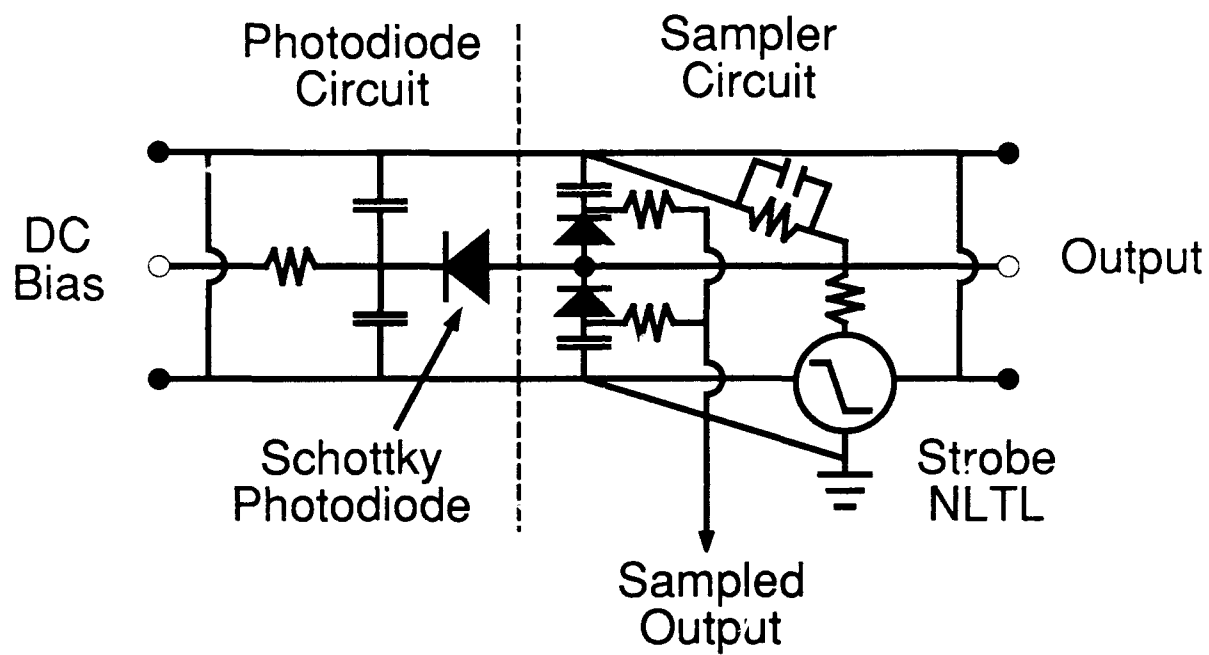 Photodiode
Circuit
Sampler
Circuit
DC
Bias
Output
Schottky
Photodiode
Strobe
NLTL
Sampled
Output